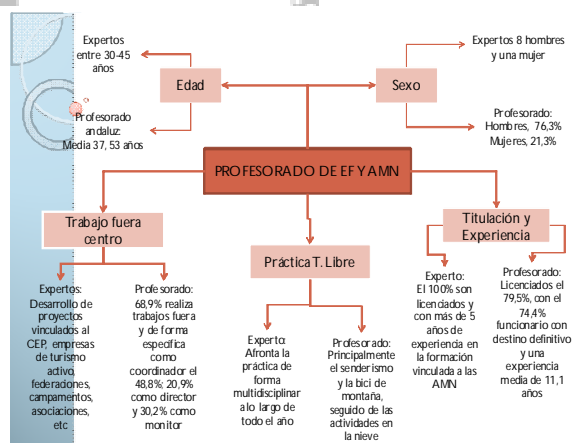 Expertos
entre 30-45
años
Edad
Profesorado
andaluz:
Media 37, 53 años
Sexo
Expertos 8 hombres
y una mujer
Profesorado:
Hombres, 76,3%
Mujeres, 21,3%
PROFESORADO DE EF Y AMN
Trabajo fuera
centro
Expertos:
Desarrollo de
proyectos
vinculados al
CEP, empresas
de turismo
activo,
federaciones,
campamentos,
asociaciones,
etc
Profesorado:
68,9% realiza
trabajos fuera
y de forma
específica
como
coordinador el
48,8%; 20,9%
como director
y 30,2% como
monitor
Práctica T. Libre
Experto:
Afronta la
práctica de
forma
multidisciplinar
a lo largo de
todo el año
Profesorado:
Principalmente
el senderismo
y la bici de
montaña,
seguido de las
actividades en
la nieve
Titulación y
Experiencia
Experto:
El 100% son
licenciados y
con más de 5
años de
experiencia en
la formación
vinculada a las
AMN
Profesorado:
Licenciados el
79,5%, con el
74,4%
funcionario con
destino definitivo
y una
experiencia
media de 11,1
años